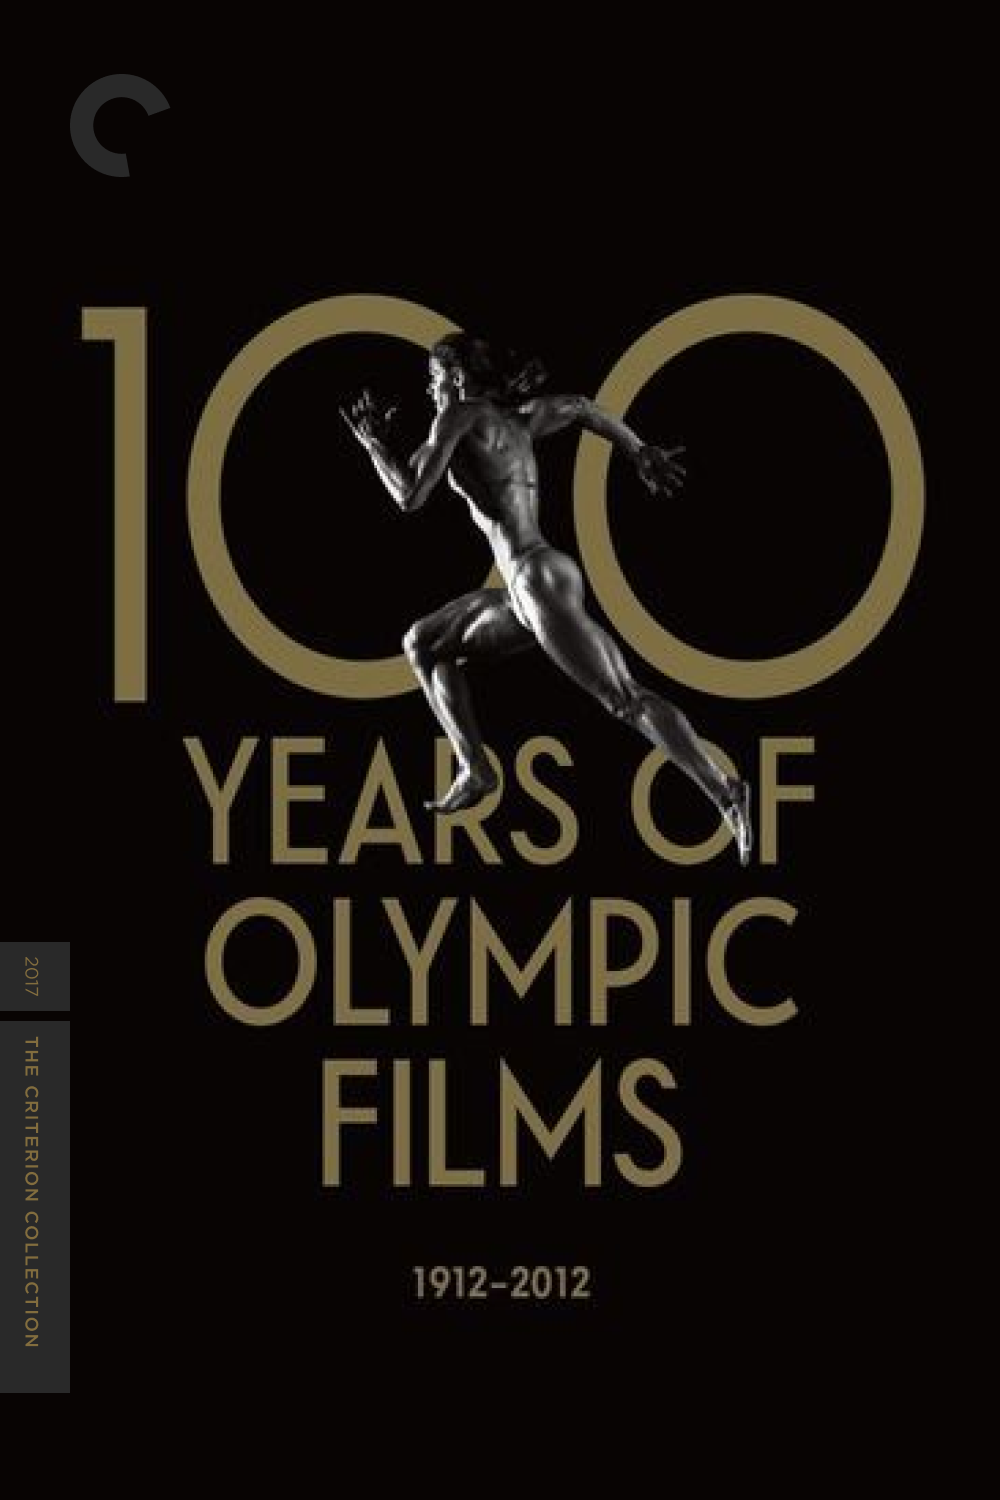 100
YEARS OF
OLYMPIC
FILMS
1912–2012
2017
THE CRITERION COLLECTION